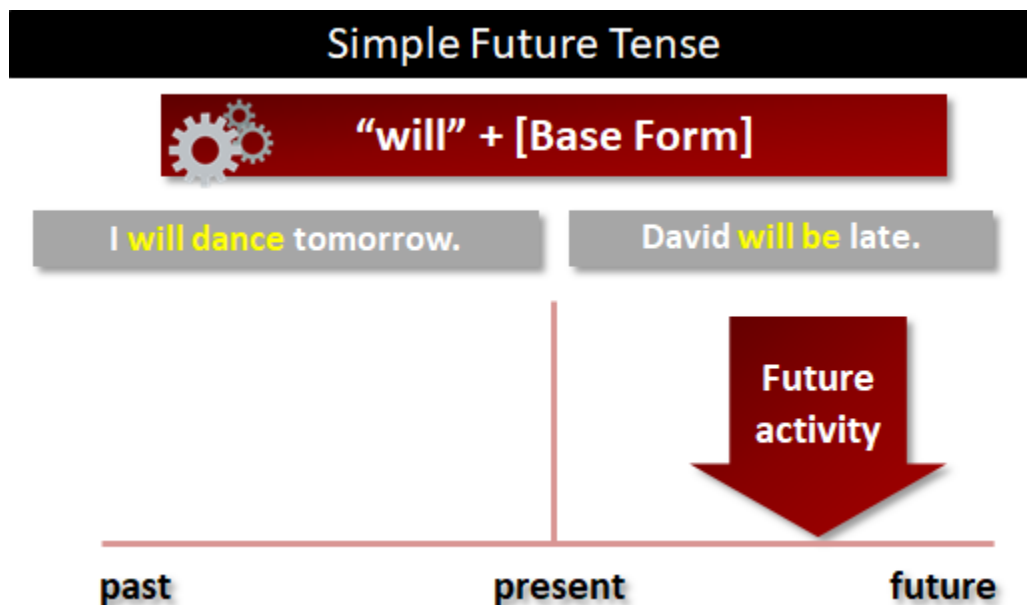 Simple Future Tense
“will” + [Base Form]
I will dance tomorrow.
David will be late.
Future
activity
past present future